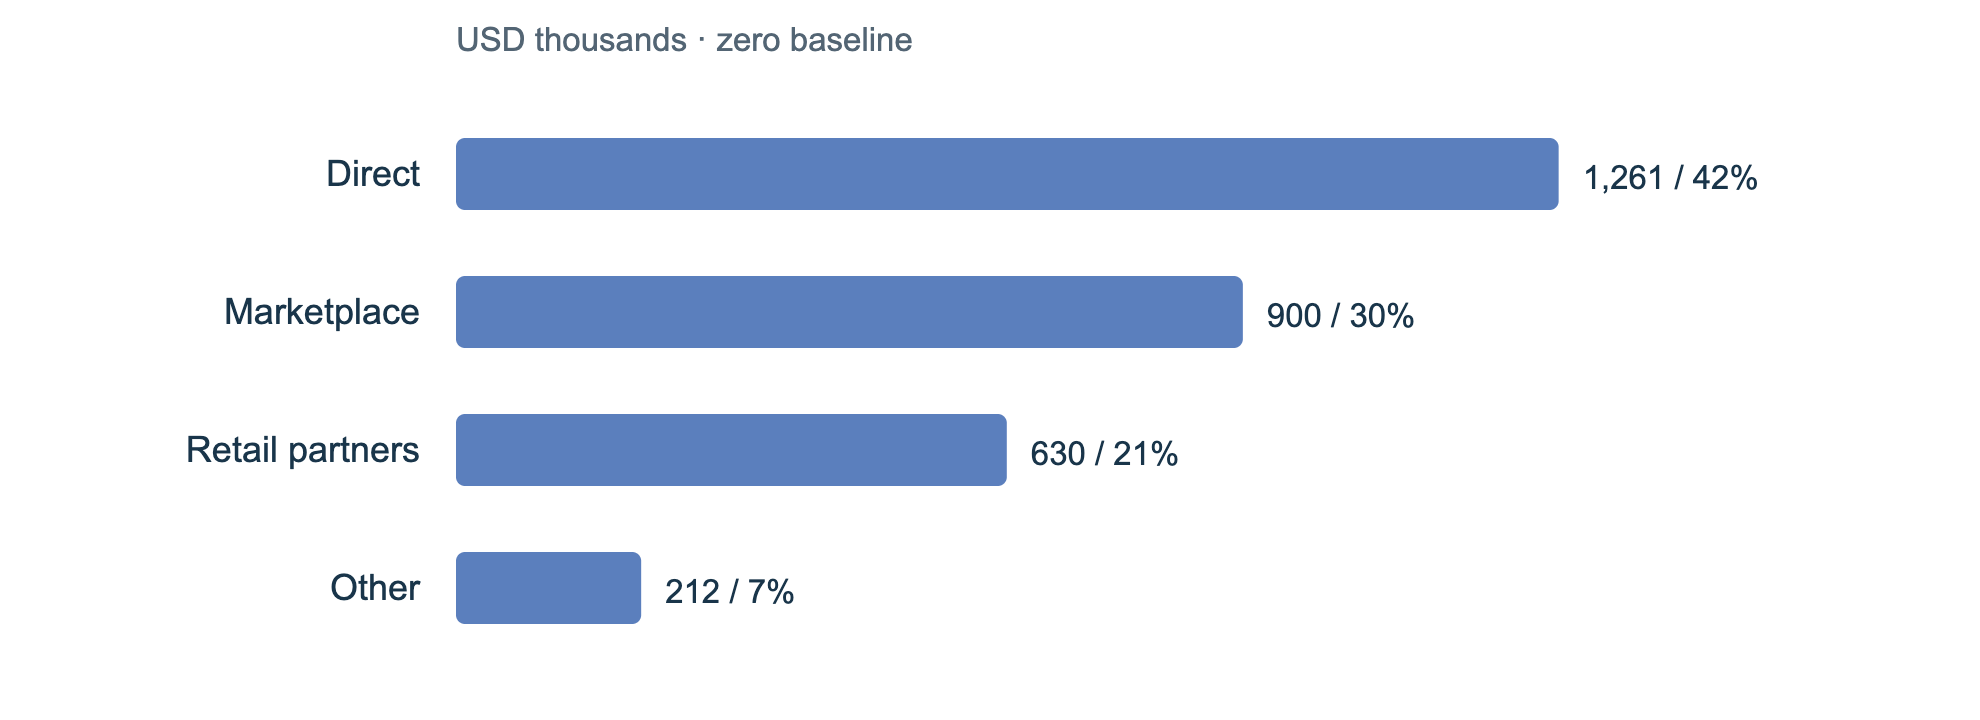 USD thousands · zero baseline
Direct 1,261 / 42%
Marketplace 900 / 30%
Retail partners 630 / 21%
Other 212 / 7%